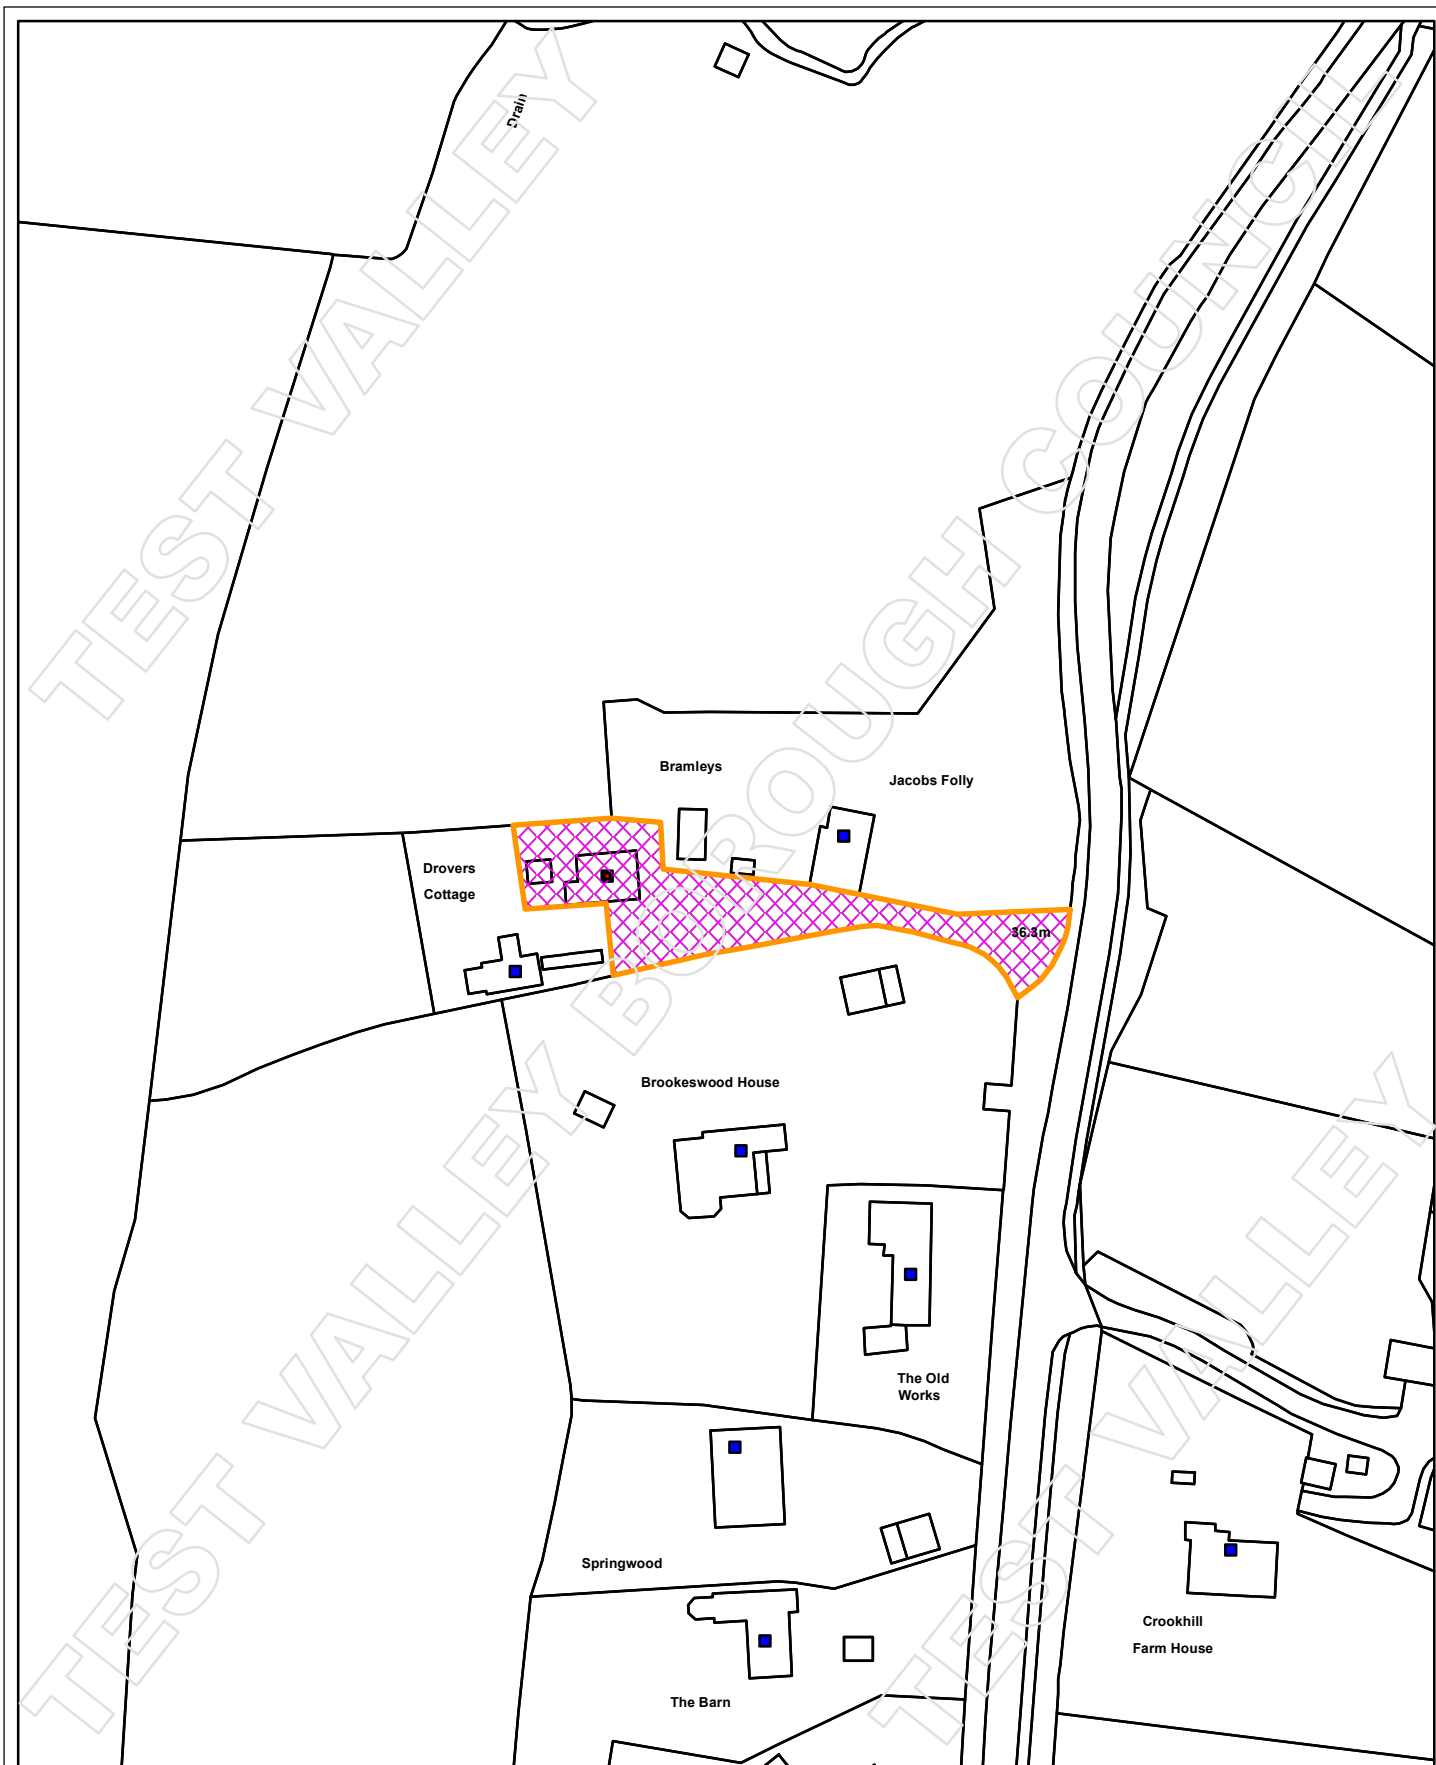 Drain
TEST VALLEY BOROUGH COUNCIL
Bramleys
Jacobs Folly
Drovers
Cottage
36.3m
Brookeswood House
The Old
Works
Springwood
Crookhill
Farm House
The Barn
TEST VALLEY
TEST VALLEY
TEST VALLEY